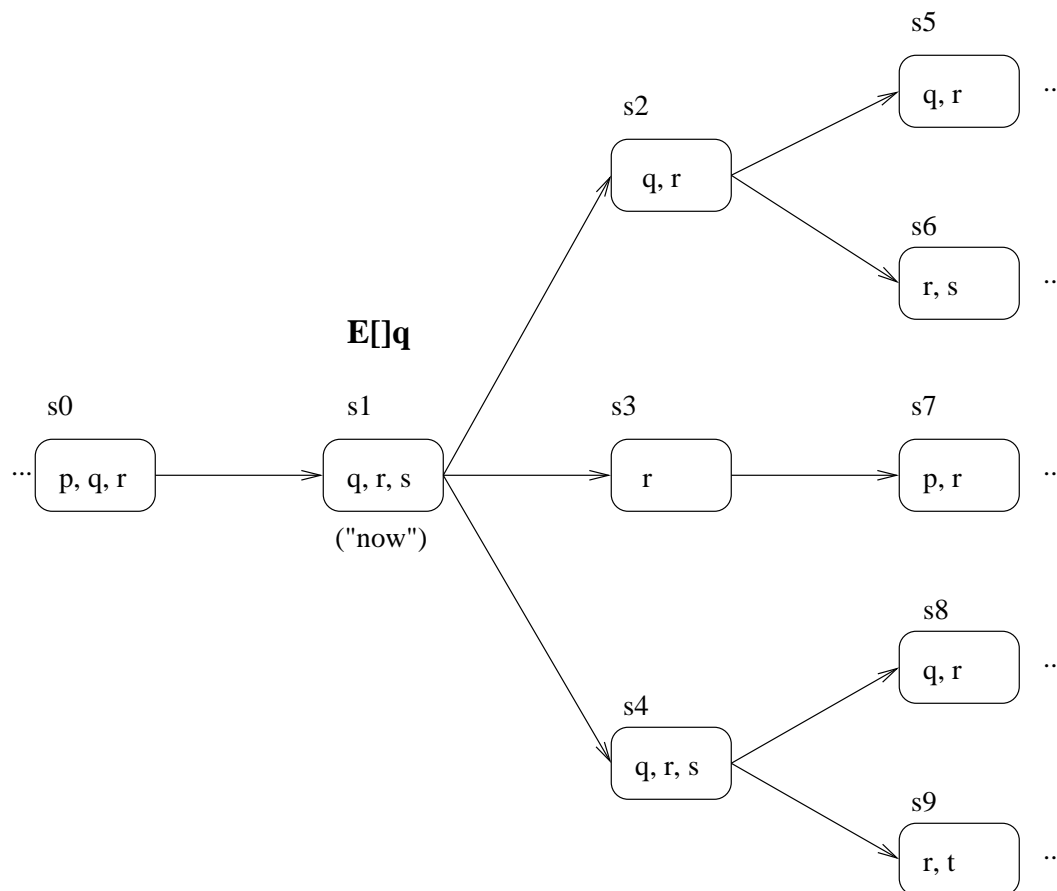 s5
q, r ..
s2
q, r
s6
r, s ..
E[]q
s0 s1 s3 s7
... p, q, r q, r, s r p, r ..
("now")
s8
q, r ..
s4
q, r, s
s9
r, t ..